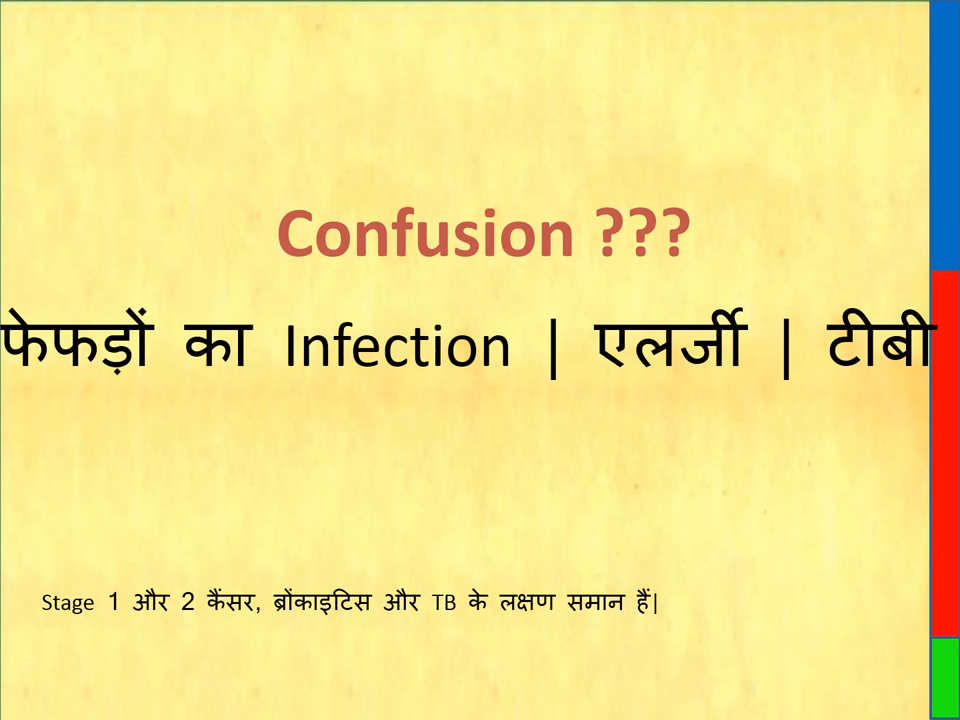 Confusion ???
फेफड़ों का Infection | एलर्जी | टीबी
Stage 1 और 2 कैंसर, ब्रोंकाइटिस और TB के लक्षण समान हैं|